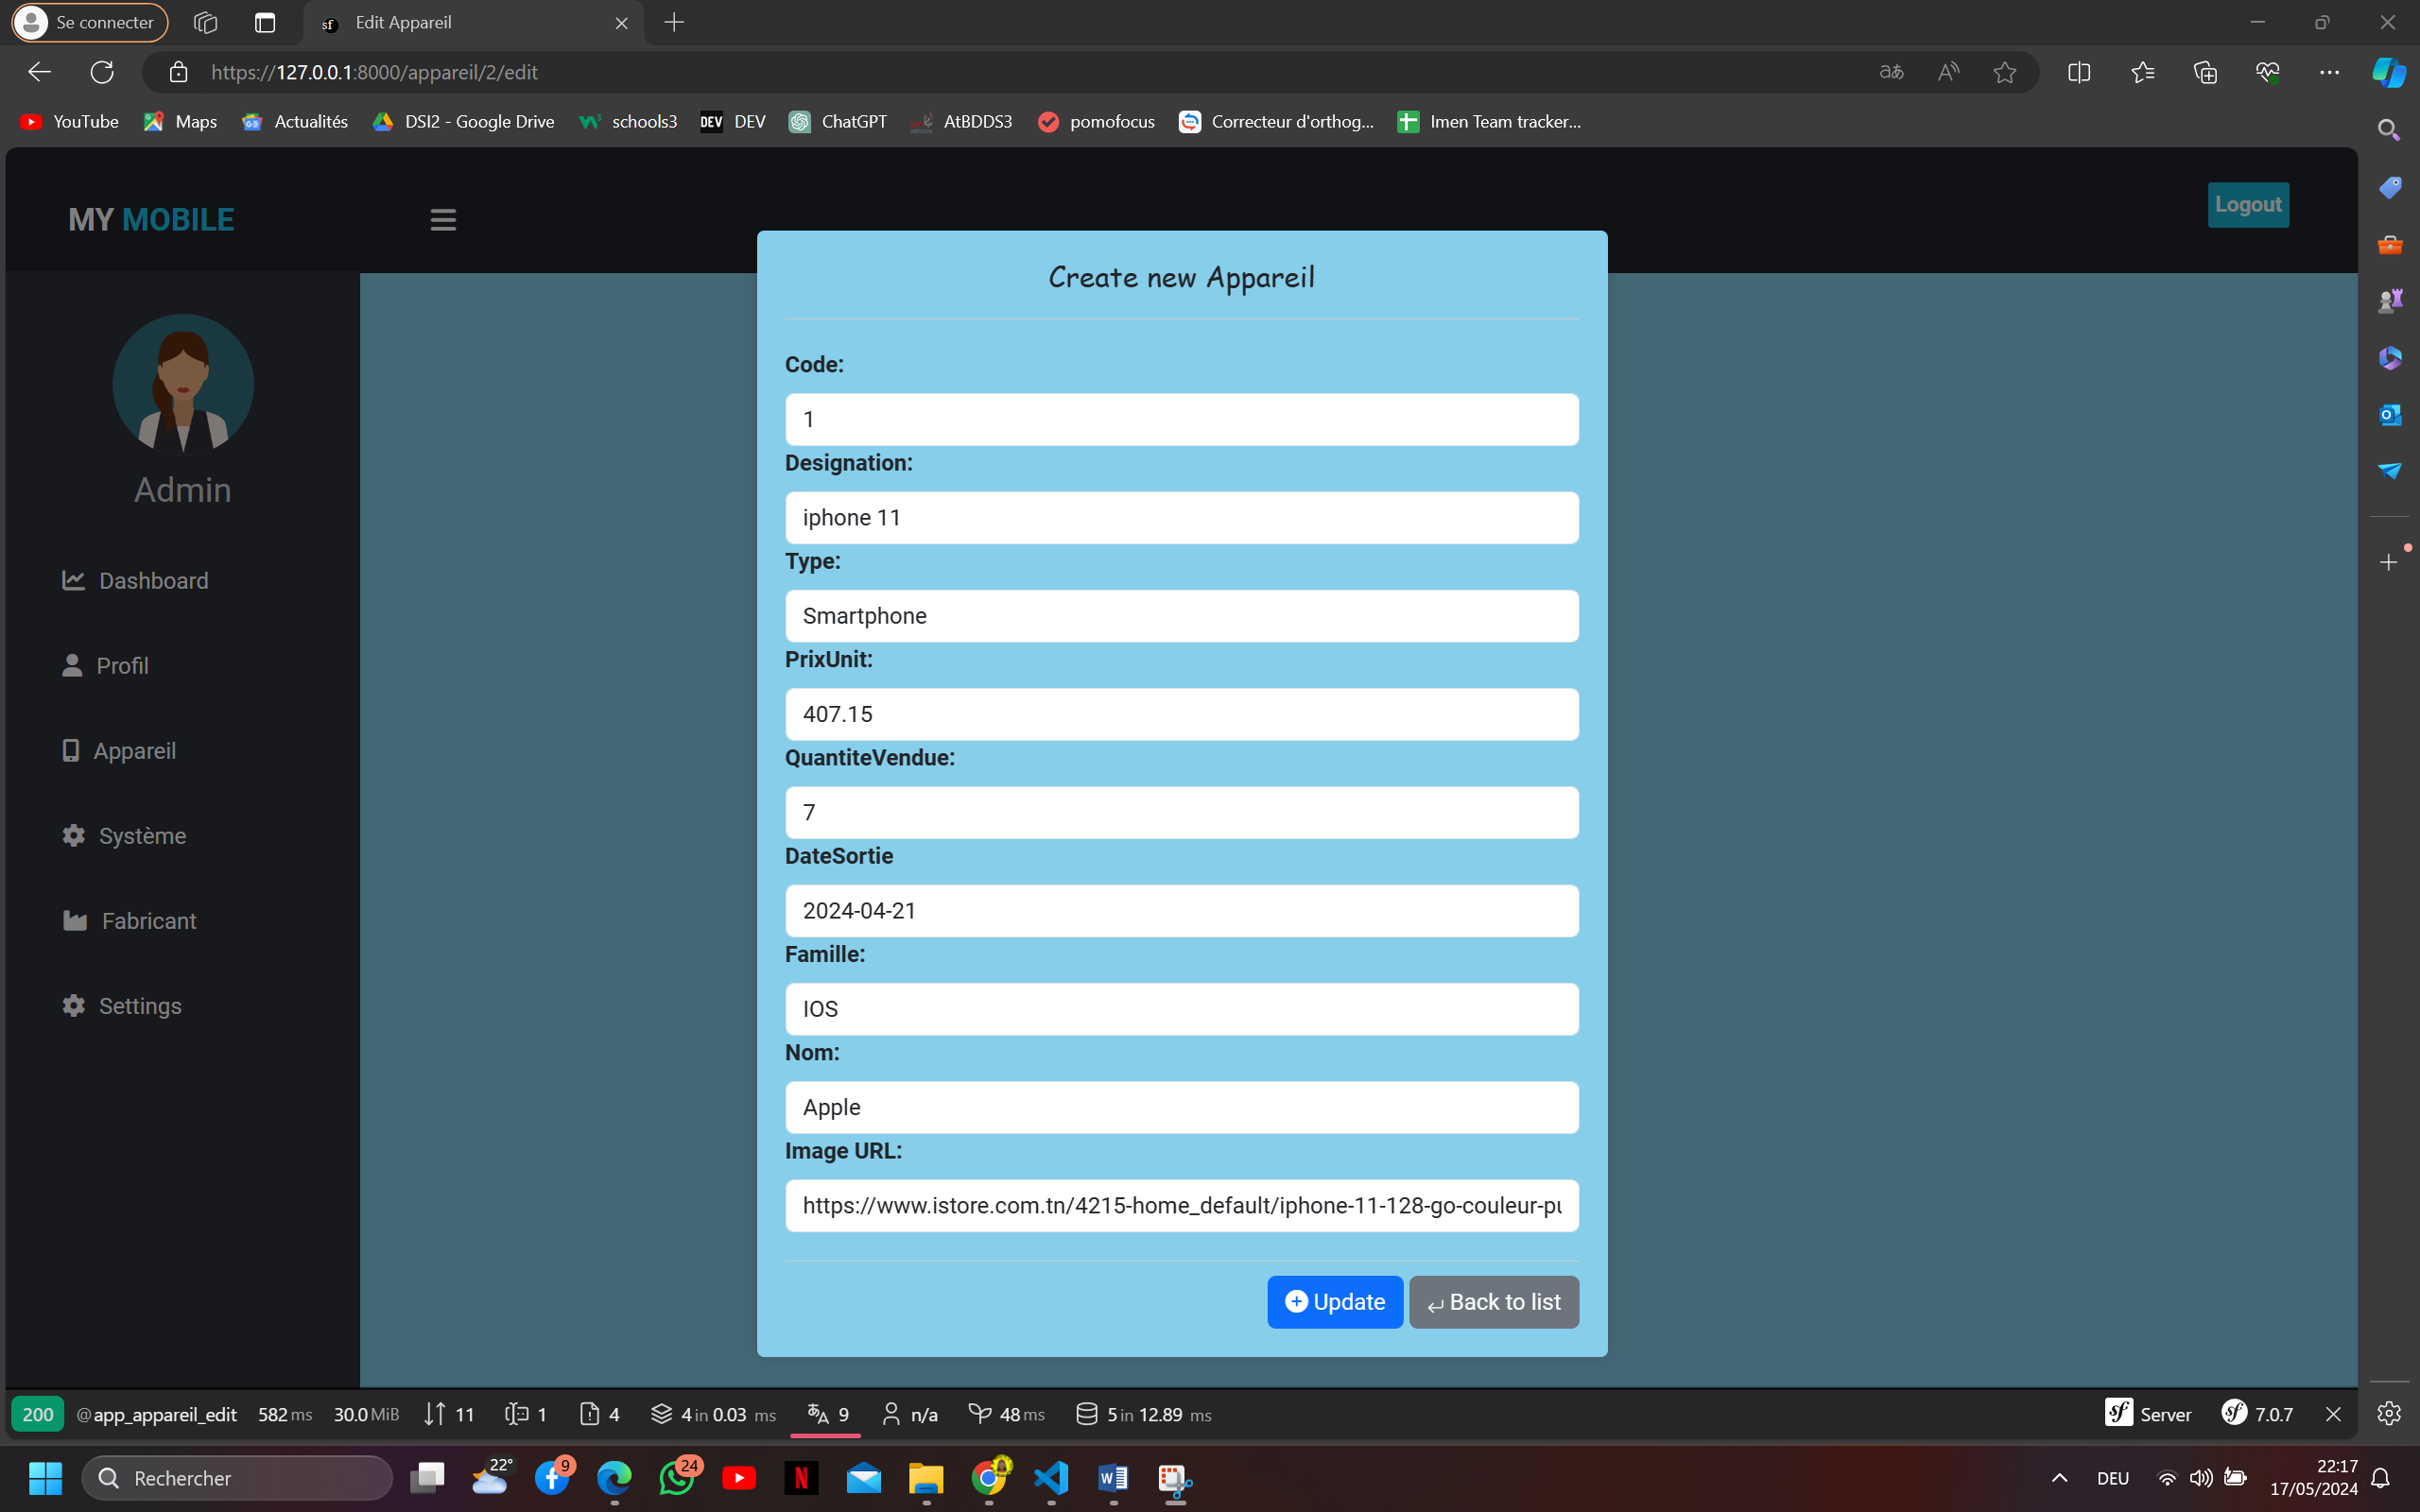 Se connecter
Edit Appareil
https://127.0.0.1:8000/appareil/2/edit
YouTube
Maps
Actualités
DSI2 - Google Drive
schools3
DEV
ChatGPT
AtBDDS3
pomofocus
Correcteur d'orthog...
Imen Team tracker...
MY MOBILE
Logout
Admin
Dashboard
Profil
Appareil
Système
Fabricant
Settings
Create new Appareil
Code:
1
Designation:
iphone 11
Type:
Smartphone
PrixUnit:
407.15
QuantiteVendue:
7
DateSortie
2024-04-21
Famille:
IOS
Nom:
Apple
Image URL:
https://www.istore.com.tn/4215-home_default/iphone-11-128-go-couleur-pu
Update
Back to list
200 @app_appareil_edit 582 ms 30.0 MiB 11 1 4 4 in 0.03 ms 9 n/a 48 ms 5 in 12.89 ms Server 7.0.7
Rechercher
22°
9
24
DEU
22:17
17/05/2024